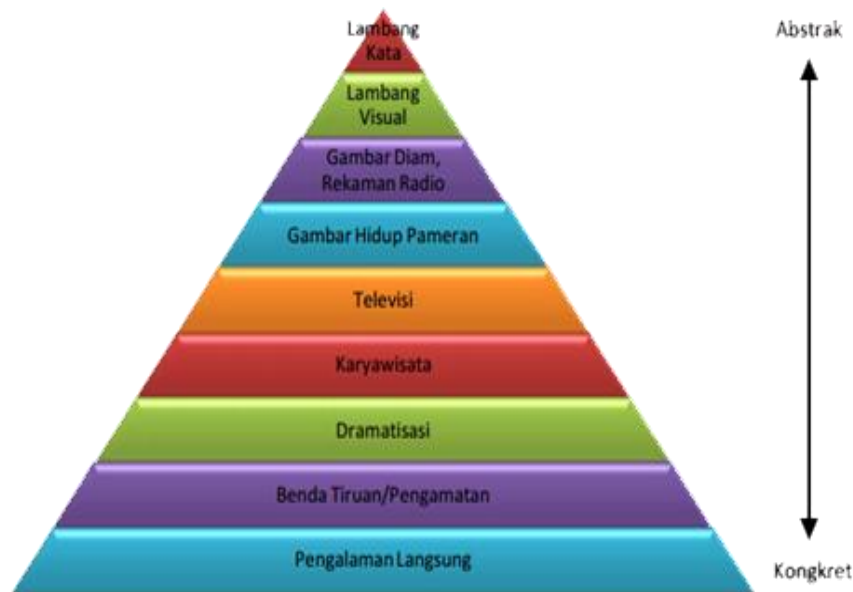 Lambang
Kata
Abstrak
Lambang
Visual
Gambar Diam,
Rekaman Radio
Gambar Hidup Pameran
Televisi
Karyawisata
Dramatisasi
Benda Tiruan/Pengamatan
Pengalaman Langsung
Kongkret